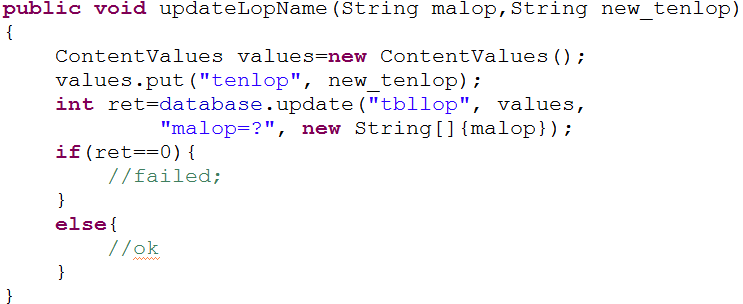 public void updateLopName(String malop,String new_tenlop)
{
    ContentValues values=new ContentValues();
    values.put("tenlop", new_tenlop);
    int ret=database.update("tbllop", values,
            "malop=?", new String[]{malop});
    if(ret==0){
        //failed;
    }
    else{
        //ok
    }
}